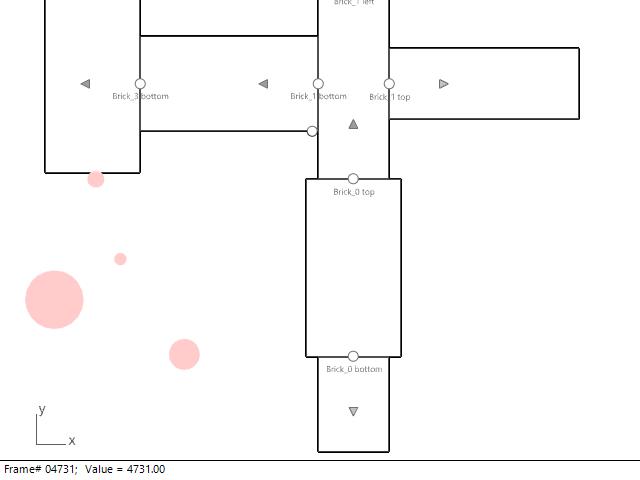 Brick_1 left
Brick_3 bottom
Brick_1 bottom
Brick_1 top
Brick_0 top
Brick_0 bottom
y
x
Frame# 04731; Value = 4731.00